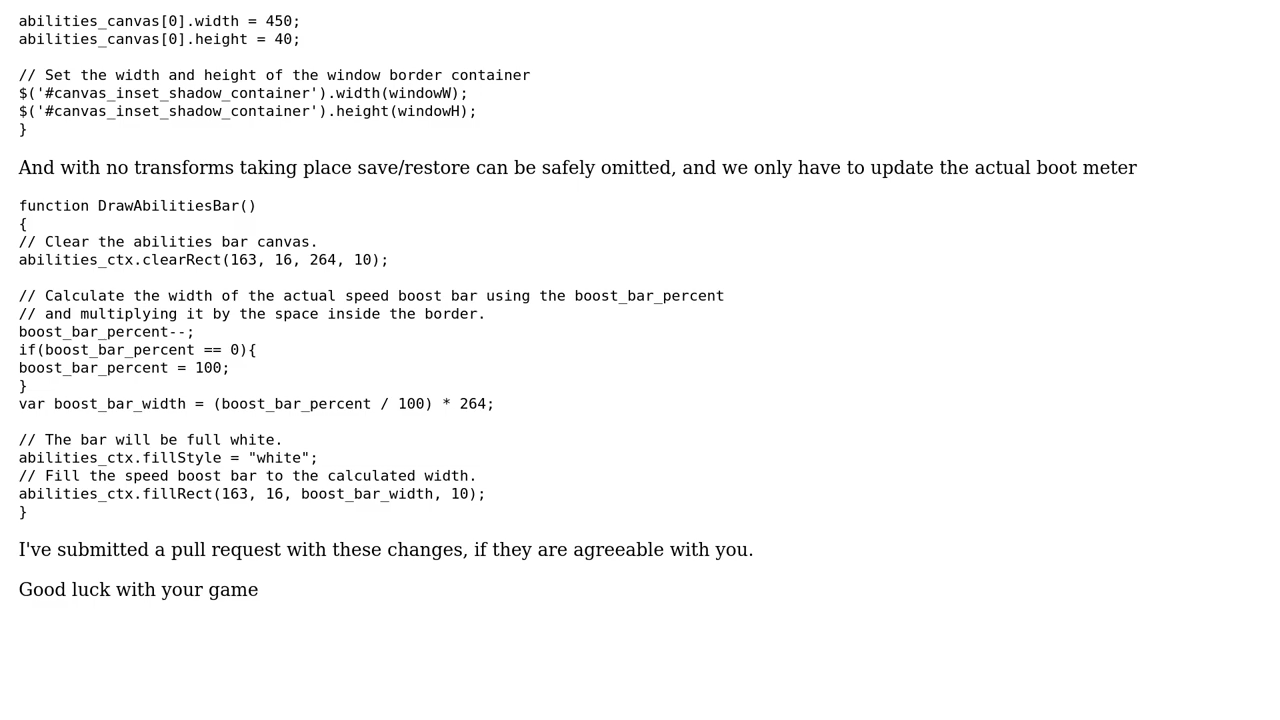 abilities_canvas[0].width = 450;
abilities_canvas[0].height = 40;
// Set the width and height of the window border container
$('#canvas_inset_shadow_container').width(windowW);
$('#canvas_inset_shadow_container').height(windowH);
}
And with no transforms taking place save/restore can be safely omitted, and we only have to update the actual boot meter
function DrawAbilitiesBar()
{
// Clear the abilities bar canvas.
abilities_ctx.clearRect(163, 16, 264, 10);
// Calculate the width of the actual speed boost bar using the boost_bar_percent
// and multiplying it by the space inside the border.
boost_bar_percent--;
if(boost_bar_percent == 0){
boost_bar_percent = 100;
}
var boost_bar_width = (boost_bar_percent / 100) * 264;
// The bar will be full white.
abilities_ctx.fillStyle = "white";
// Fill the speed boost bar to the calculated width.
abilities_ctx.fillRect(163, 16, boost_bar_width, 10);
}
I've submitted a pull request with these changes, if they are agreeable with you.
Good luck with your game